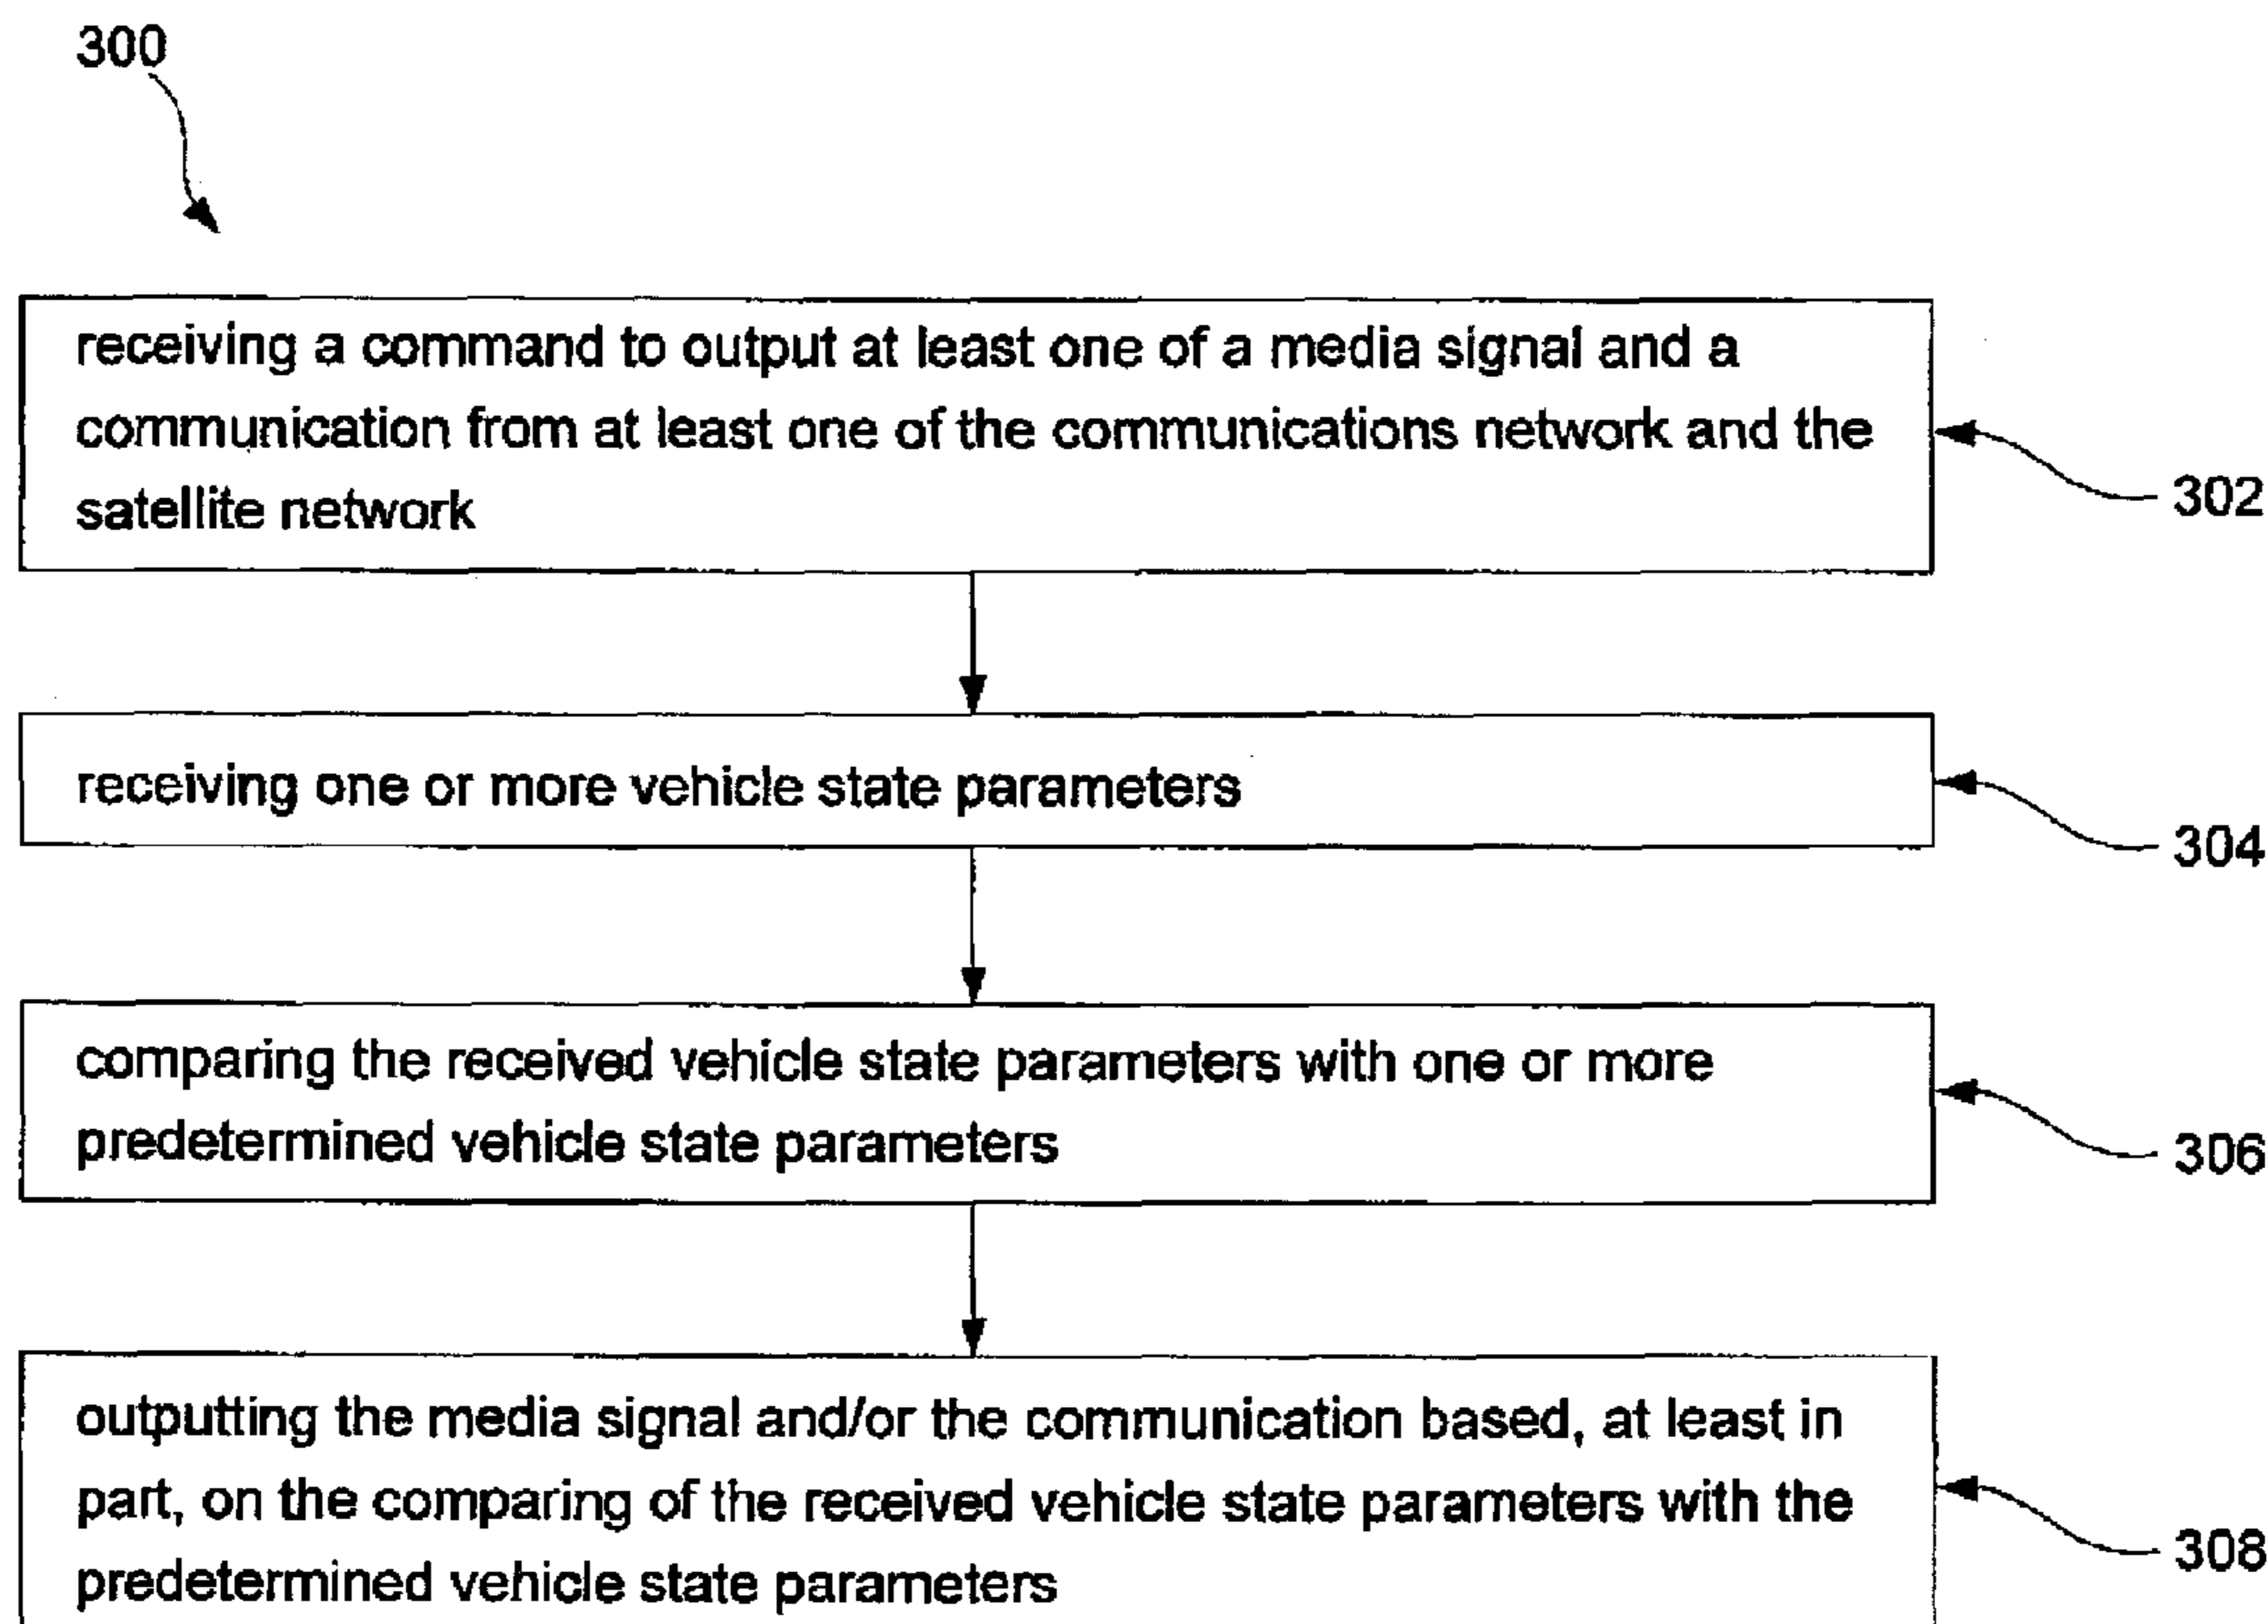 300
receiving a command to output at least one of a media signal and a
communication from at least one of the communications network and the
satellite network
302
receiving one or more vehicle state parameters
304
comparing the received vehicle state parameters with one or more
predetermined vehicle state parameters
306
outputting the media signal and/or the communication based, at least in
part, on the comparing of the received vehicle state parameters with the
predetermined vehicle state parameters
308